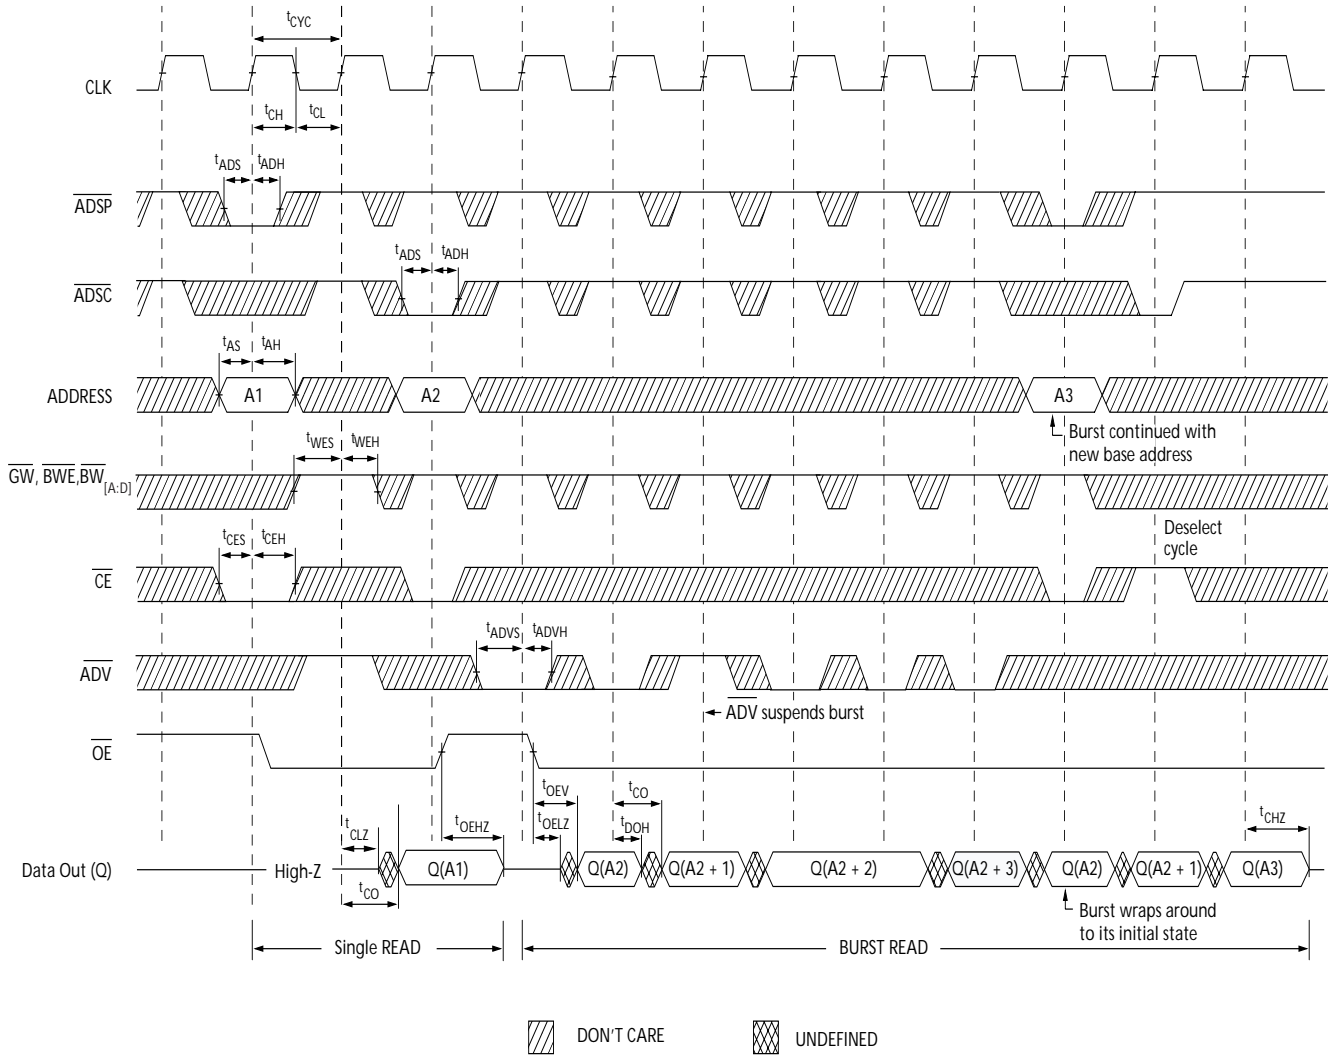 tCYC
CLK
tCH
tCL
tADS
tADH
ADSP
tADS
tADH
ADSC
tAS
tAH
ADDRESS
A1
A2
A3
Burst continued with
new base address
tWES
tWEH
GW, BWE,BW[A:D]
Deselect
cycle
tCES
tCEH
CE
tADVS
tADVH
ADV
ADV suspends burst
OE
tOEV
tCO
tCLZ
tOEHZ
tOELZ
tDOH
tCHZ
Data Out (Q)
High-Z
Q(A1)
Q(A2)
Q(A2 + 1)
Q(A2 + 2)
Q(A2 + 3)
Q(A2)
Q(A2 + 1)
Q(A3)
tCO
Burst wraps around
to its initial state
Single READ
BURST READ
DON'T CARE
UNDEFINED